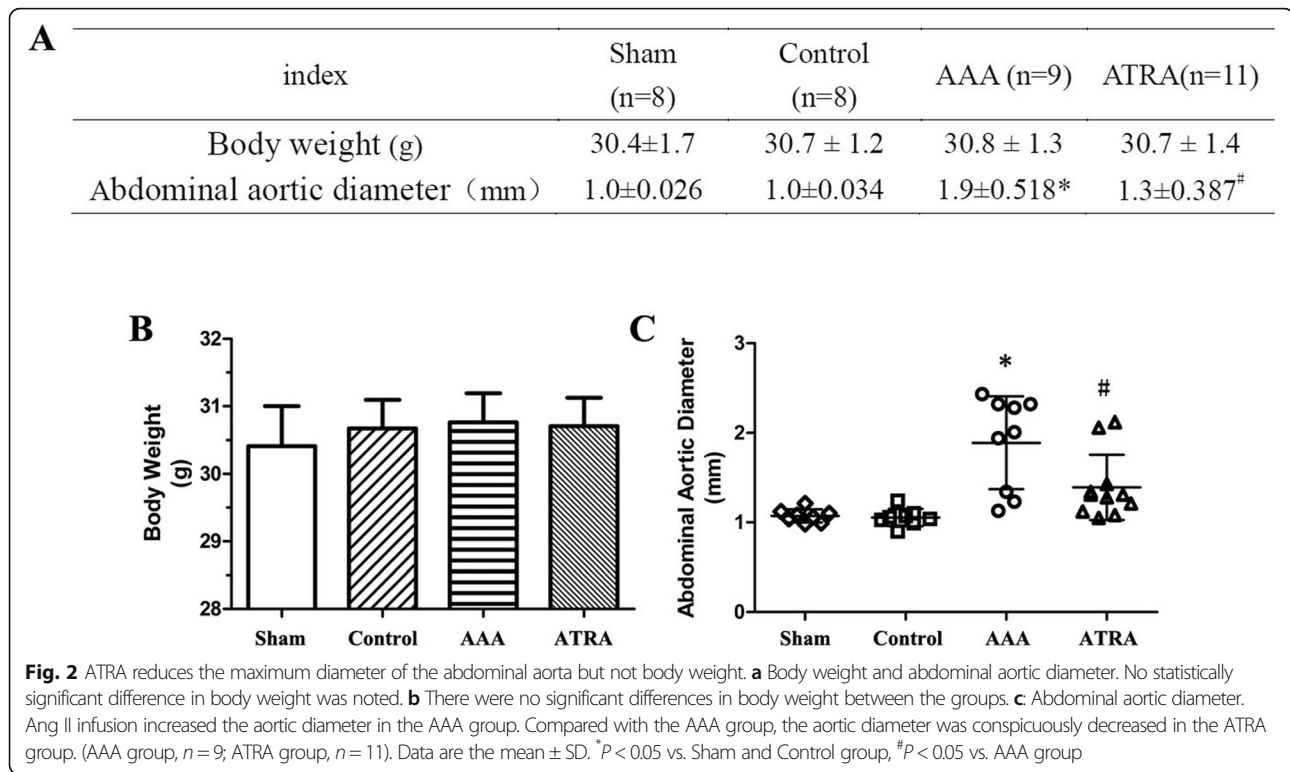 A
index Sham (n=8) Control (n=8) AAA (n=9) ATRA(n=11)
Body weight (g) 30.4±1.7 30.7 ± 1.2 30.8 ± 1.3 30.7 ± 1.4
Abdominal aortic diameter（mm） 1.0±0.026 1.0±0.034 1.9±0.518* 1.3±0.387#
B
Body Weight
(g)
32
31
30
29
28
Sham Control AAA ATRA
C
Abdominal Aortic Diameter
(mm)
3
2
1
0
*
#
Sham Control AAA ATRA
Fig. 2 ATRA reduces the maximum diameter of the abdominal aorta but not body weight. a Body weight and abdominal aortic diameter. No statistically
significant difference in body weight was noted. b There were no significant differences in body weight between the groups. c: Abdominal aortic diameter.
Ang II infusion increased the aortic diameter in the AAA group. Compared with the AAA group, the aortic diameter was conspicuously decreased in the ATRA
group. (AAA group, n = 9; ATRA group, n = 11). Data are the mean ± SD. *P < 0.05 vs. Sham and Control group, #P < 0.05 vs. AAA group